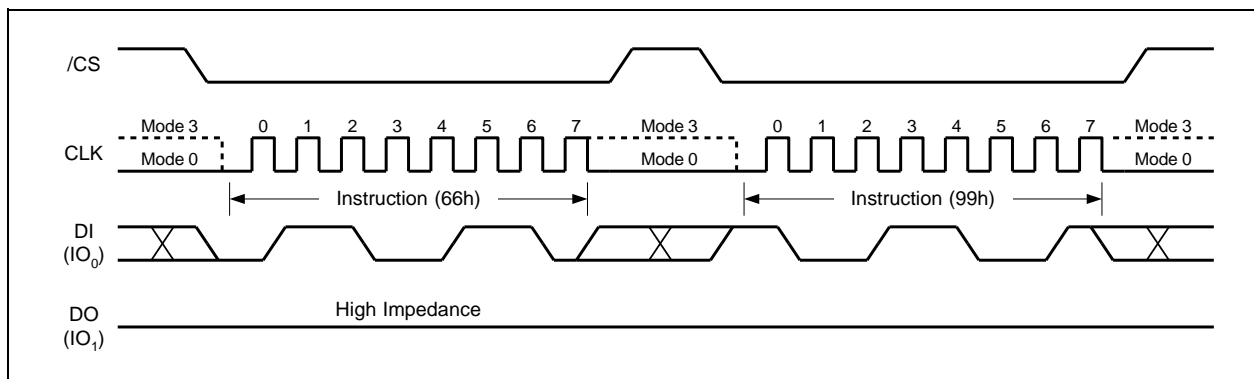 /CS
Mode 3 0 1 2 3 4 5 6 7 Mode 3 0 1 2 3 4 5 6 7 Mode 3
CLK
Mode 0 Mode 0 Mode 0
Instruction (66h) Instruction (99h)
DI
(IO0)
High Impedance
DO
(IO1)